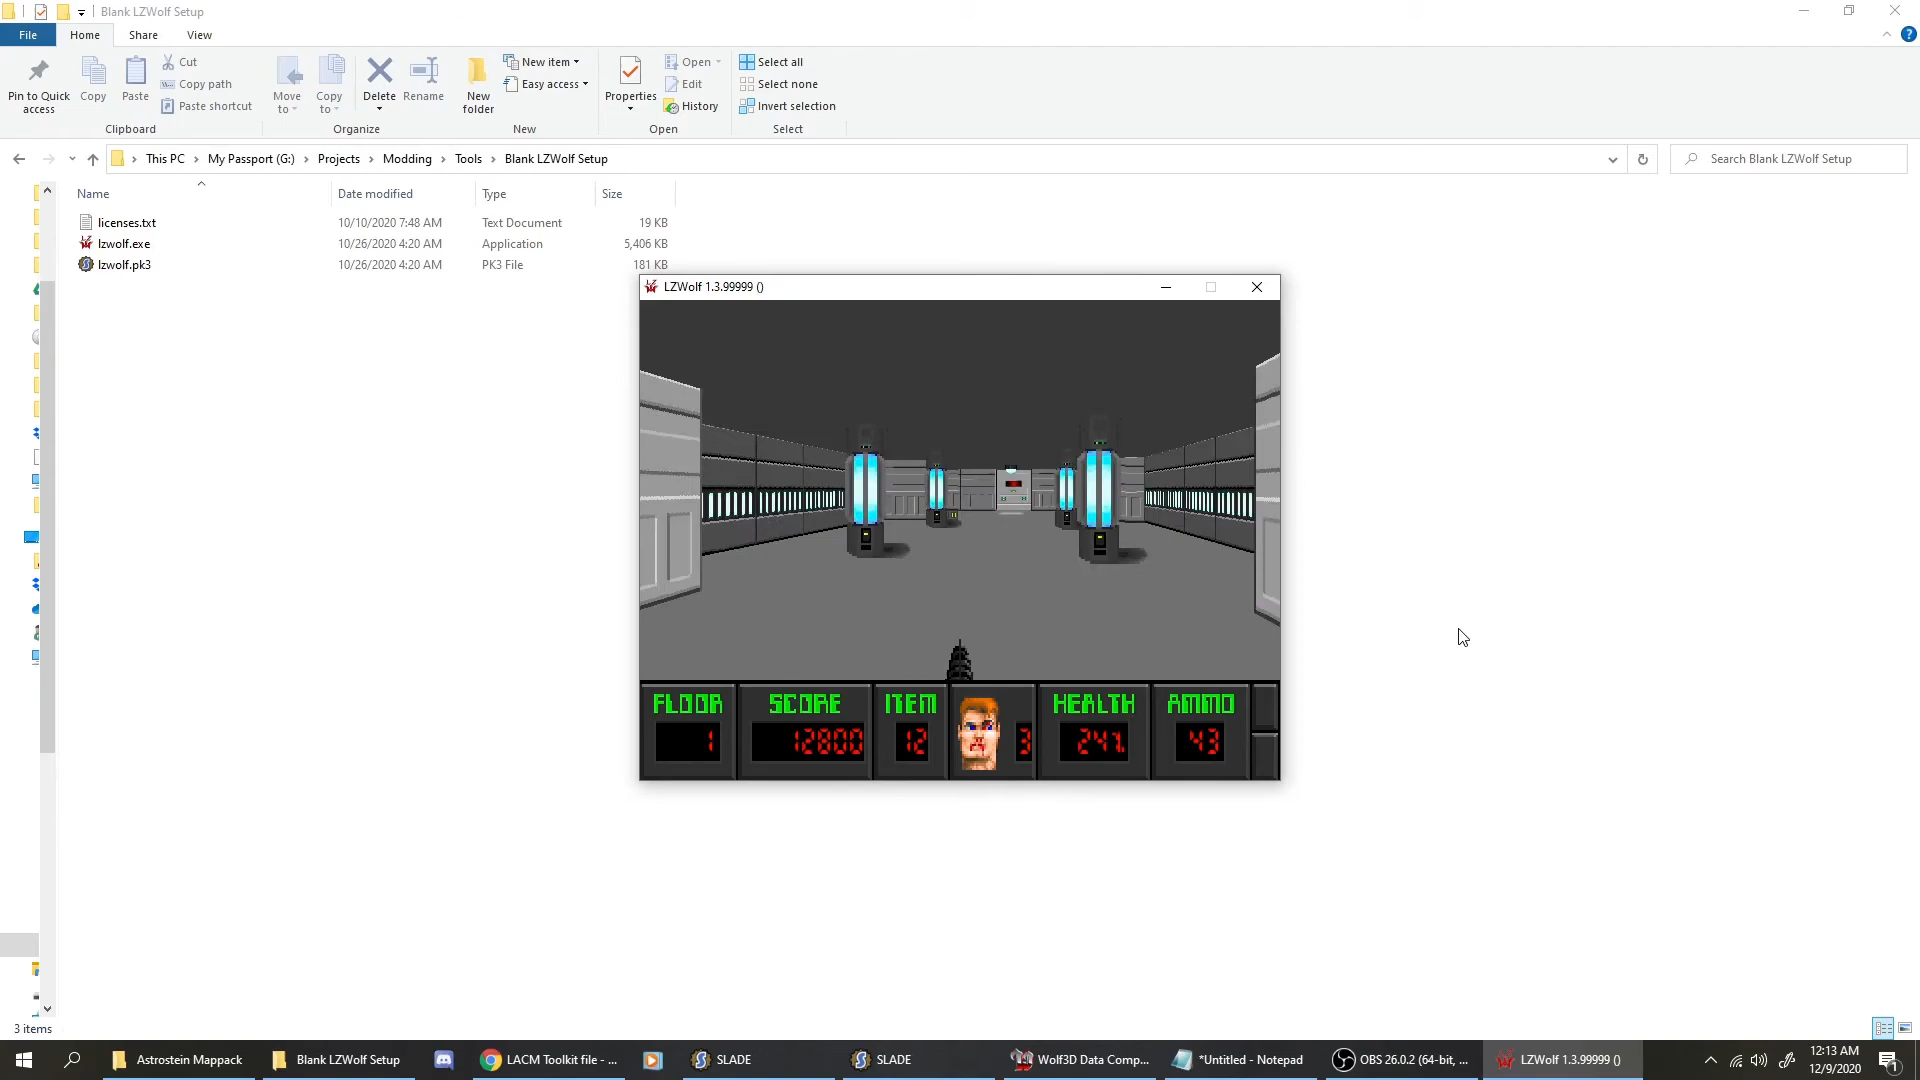 Blank LZWolf Setup
File Home Share View
Pin to Quick access
Copy
Paste
Cut
Copy path
Paste shortcut
Clipboard
Move to
Copy to
Delete
Rename
Organize
New folder
New item
Easy access
New
Properties
Open
Edit
History
Open
Select all
Select none
Invert selection
Select
This PC > My Passport (G:) > Projects > Modding > Tools > Blank LZWolf Setup
Search Blank LZWolf Setup
Name Date modified Type Size
licenses.txt 10/10/2020 7:48 AM Text Document 19 KB
lzwolf.exe 10/26/2020 4:20 AM Application 5,406 KB
lzwolf.pk3 10/26/2020 4:20 AM PK3 File 181 KB
LZWolf 1.3.99999 ()
FLOOR SCORE ITEM HEALTH AMMO
1 12800 12 3 24% 43
3 items
Astrostein Mappack
Blank LZWolf Setup
LACM Toolkit file - ...
SLADE
SLADE
Wolf3D Data Comp...
*Untitled - Notepad
OBS 26.0.2 (64-bit, ...
LZWolf 1.3.99999 ()
12:13 AM
12/9/2020
1